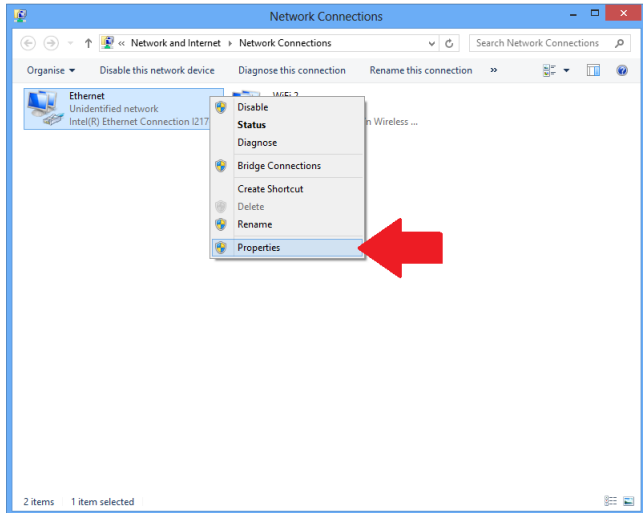 Network Connections
« Network and Internet Network Connections
Search Network Connections
Organise Disable this network device Diagnose this connection Rename this connection »
Ethernet
Unidentified network
Intel(R) Ethernet Connection I217
WiFi 2
n Wireless ...
Disable
Status
Diagnose
Bridge Connections
Create Shortcut
Delete
Rename
Properties
2 items 1 item selected